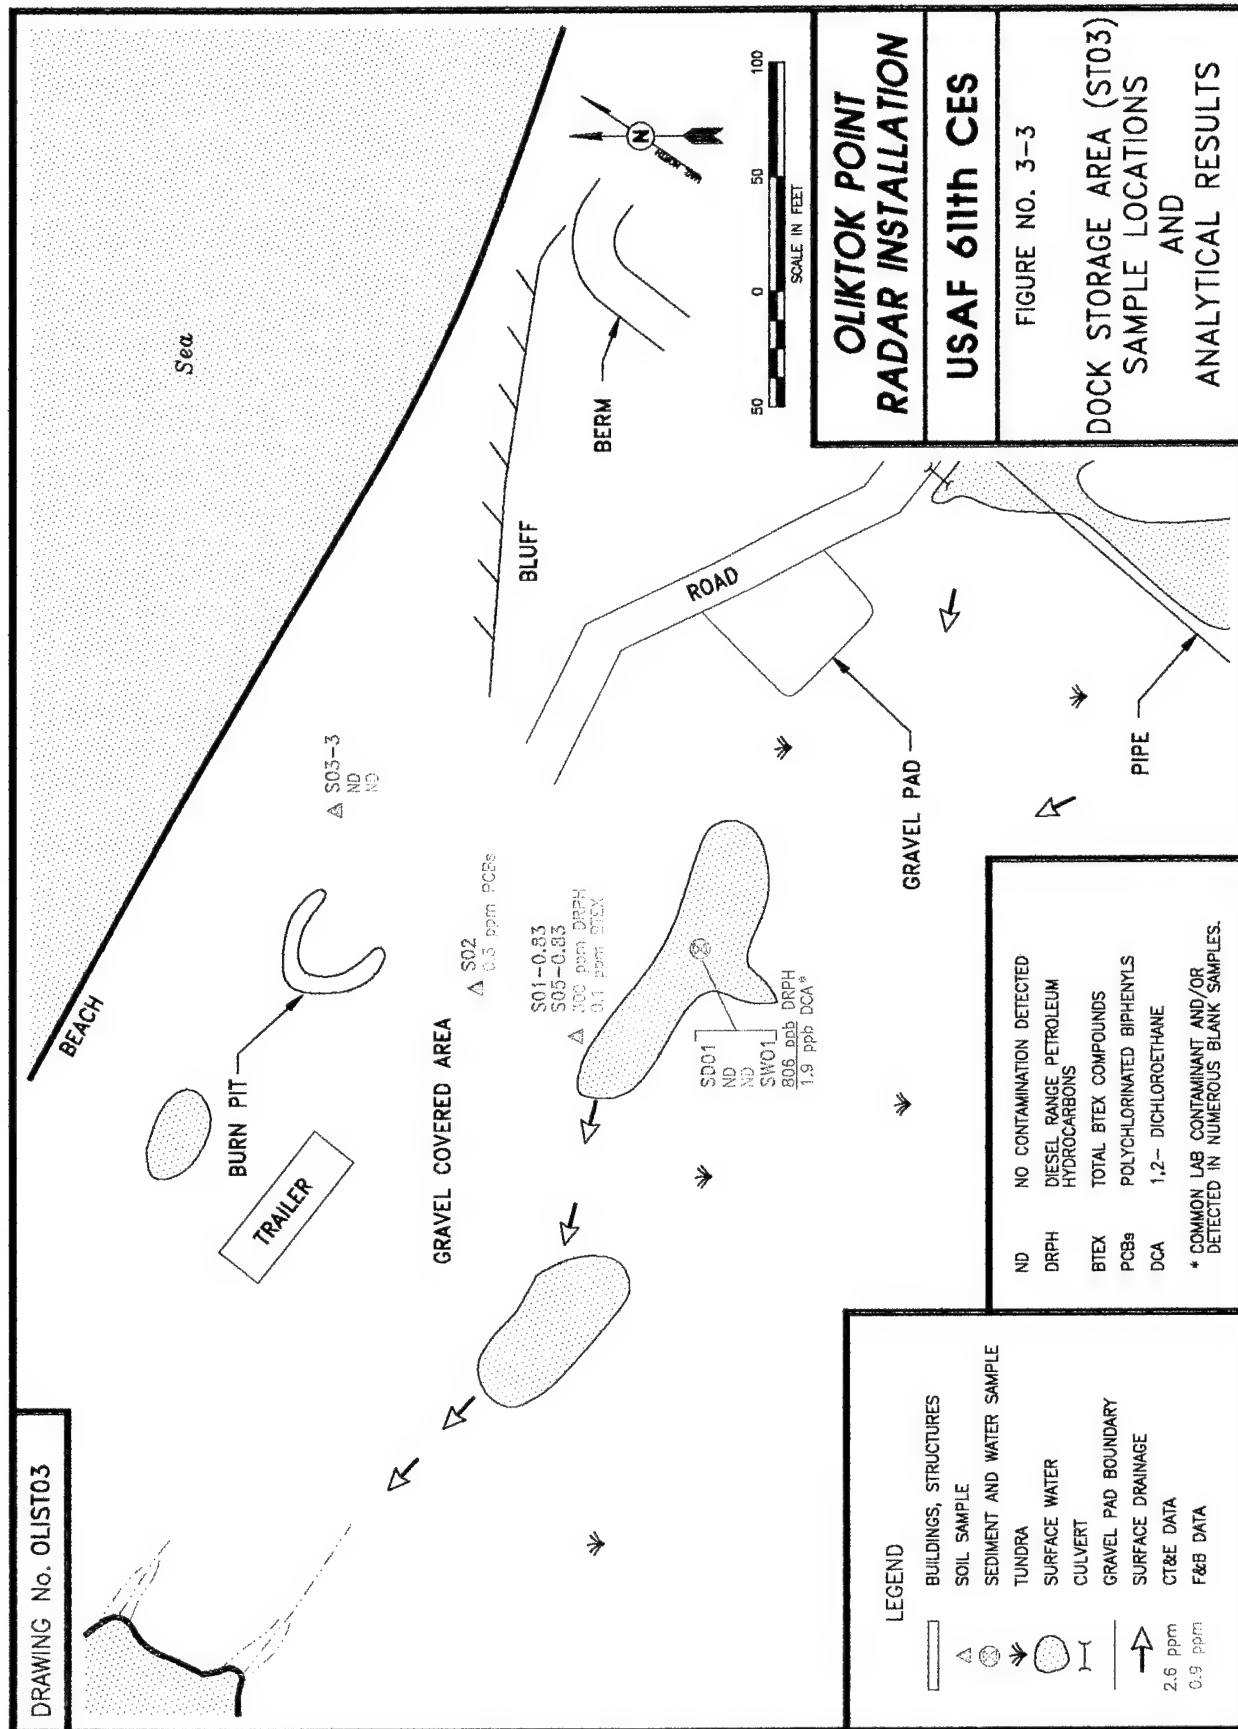 DRAWING No. OLIST03
Sea
BEACH
BURN PIT
TRAILER
S03-3
ND
ND
GRAVEL COVERED AREA
S02
0.3 ppm PCBs
S01-0.83
S05-0.83
300 ppm DRPH
0.1 ppm BTEX
SD01
ND
ND
SW01
806 ppb DRPH
1.9 ppb DCA*
BLUFF
BERM
ROAD
GRAVEL PAD
PIPE
N
50 0 50 100
SCALE IN FEET
LEGEND
BUILDINGS, STRUCTURES
SOIL SAMPLE
SEDIMENT AND WATER SAMPLE
TUNDRA
SURFACE WATER
CULVERT
GRAVEL PAD BOUNDARY
SURFACE DRAINAGE
2.6 ppm CT&E DATA
0.9 ppm F&B DATA
ND NO CONTAMINATION DETECTED
DRPH DIESEL RANGE PETROLEUM
HYDROCARBONS
BTEX TOTAL BTEX COMPOUNDS
PCBs POLYCHLORINATED BIPHENYLS
DCA 1,2- DICHLOROETHANE
* COMMON LAB CONTAMINANT AND/OR
DETECTED IN NUMEROUS BLANK SAMPLES.
OLIKTOK POINT
RADAR INSTALLATION
USAF 611th CES
FIGURE NO. 3-3
DOCK STORAGE AREA (ST03)
SAMPLE LOCATIONS
AND
ANALYTICAL RESULTS